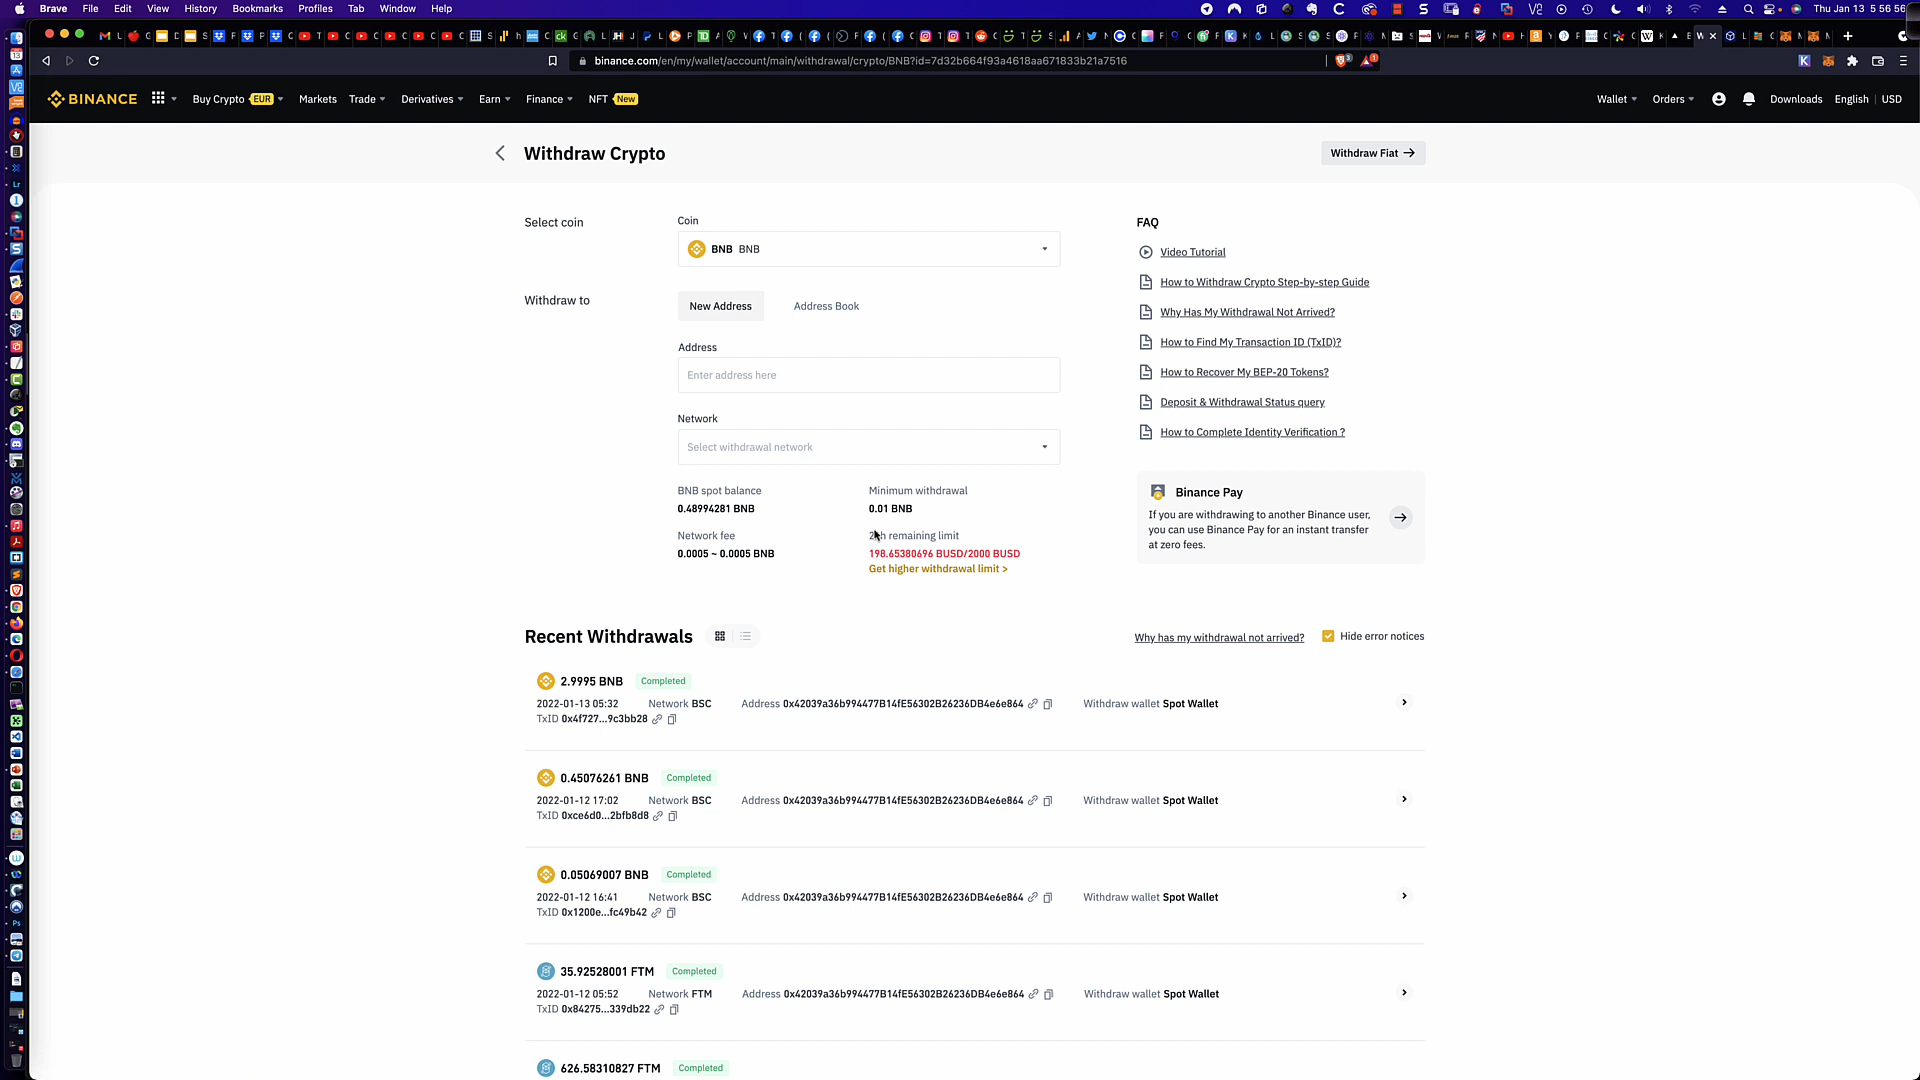 Brave File Edit View History Bookmarks Profiles Tab Window Help
Thu Jan 13 5 56 56
binance.com/en/my/wallet/account/main/withdrawal/crypto/BNB?id=7d32b664f93a4618aa671833b21a7516
BINANCE Buy Crypto EUR Markets Trade Derivatives Earn Finance NFT New Wallet Orders Downloads English USD
Withdraw Crypto
Withdraw Fiat
Select coin
Coin
BNB BNB
Withdraw to
New Address Address Book
Address
Enter address here
Network
Select withdrawal network
BNB spot balance Minimum withdrawal
0.48994281 BNB 0.01 BNB
Network fee remaining limit
0.0005 ~ 0.0005 BNB 198.65380696 BUSD/2000 BUSD
Get higher withdrawal limit >
FAQ
Video Tutorial
How to Withdraw Crypto Step-by-step Guide
Why Has My Withdrawal Not Arrived?
How to Find My Transaction ID (TxID)?
How to Recover My BEP-20 Tokens?
Deposit & Withdrawal Status query
How to Complete Identity Verification ?
Binance Pay
If you are withdrawing to another Binance user,
you can use Binance Pay for an instant transfer
at zero fees.
Recent Withdrawals
Why has my withdrawal not arrived? Hide error notices
2.9995 BNB Completed
2022-01-13 05:32 Network BSC Address 0x42039a36b994477B14fE56302B26236DB4e6e864 Withdraw wallet Spot Wallet
TxID 0x4f727...9c3bb28
0.45076261 BNB Completed
2022-01-12 17:02 Network BSC Address 0x42039a36b994477B14fE56302B26236DB4e6e864 Withdraw wallet Spot Wallet
TxID 0xce6d0...2bfb8d8
0.05069007 BNB Completed
2022-01-12 16:41 Network BSC Address 0x42039a36b994477B14fE56302B26236DB4e6e864 Withdraw wallet Spot Wallet
TxID 0x1200e...fc49b42
35.92528001 FTM Completed
2022-01-12 05:52 Network FTM Address 0x42039a36b994477B14fE56302B26236DB4e6e864 Withdraw wallet Spot Wallet
TxID 0x84275...339db22
626.58310827 FTM Completed